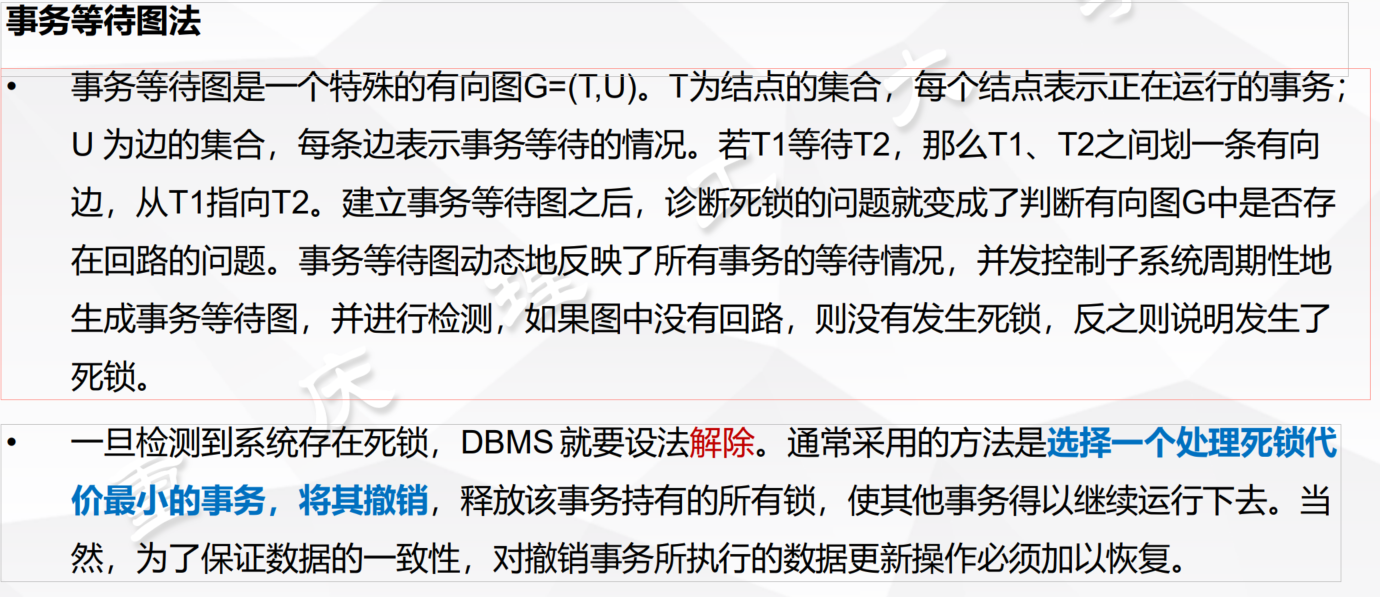 事务等待图法
• 事务等待图是一个特殊的有向图G=(T,U)。T为结点的集合，每个结点表示正在运行的事务；
U 为边的集合，每条边表示事务等待的情况。若T1等待T2，那么T1、T2之间划一条有向
边，从T1指向T2。建立事务等待图之后，诊断死锁的问题就变成了判断有向图G中是否存
在回路的问题。事务等待图动态地反映了所有事务的等待情况，并发控制子系统周期性地
生成事务等待图，并进行检测，如果图中没有回路，则没有发生死锁，反之则说明发生了
死锁。
• 一旦检测到系统存在死锁，DBMS 就要设法解除。通常采用的方法是选择一个处理死锁代
价最小的事务，将其撤销，释放该事务持有的所有锁，使其他事务得以继续运行下去。当
然，为了保证数据的一致性，对撤销事务所执行的数据更新操作必须加以恢复。
重庆理工大学